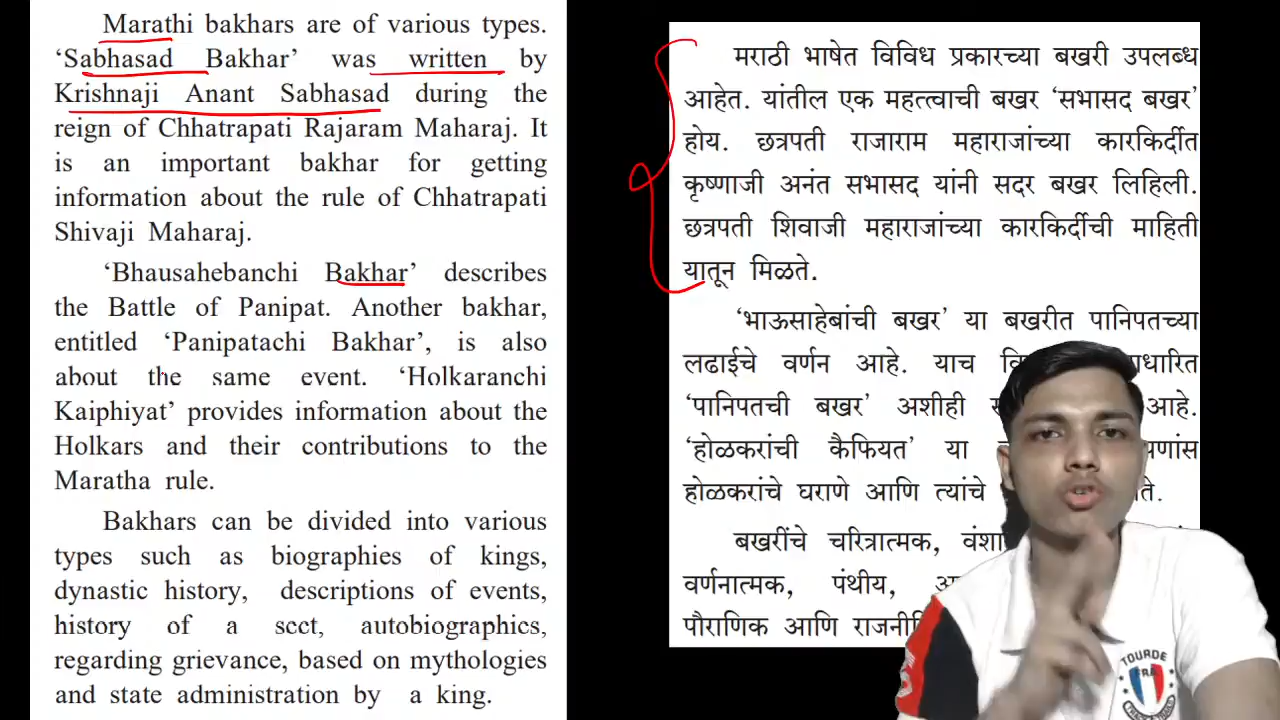 Marathi bakhars are of various types.
‘Sabhasad Bakhar’ was written by
Krishnaji Anant Sabhasad during the
reign of Chhatrapati Rajaram Maharaj. It
is an important bakhar for getting
information about the rule of Chhatrapati
Shivaji Maharaj.
‘Bhausahebanchi Bakhar’ describes
the Battle of Panipat. Another bakhar,
entitled ‘Panipatachi Bakhar’, is also
about the same event. ‘Holkaranchi
Kaiphiyat’ provides information about the
Holkars and their contributions to the
Maratha rule.
Bakhars can be divided into various
types such as biographies of kings,
dynastic history, descriptions of events,
history of a sect, autobiographics,
regarding grievance, based on mythologies
and state administration by a king.
मराठी भाषेत विविध प्रकारच्या बखरी उपलब्ध
आहेत. यांतील एक महत्त्वाची बखर ‘सभासद बखर’
होय. छत्रपती राजाराम महाराजांच्या कारकिर्दीत
कृष्णाजी अनंत सभासद यांनी सदर बखर लिहिली.
छत्रपती शिवाजी महाराजांच्या कारकिर्दीची माहिती
यातून मिळते.
‘भाऊसाहेबांची बखर’ या बखरीत पानिपतच्या
लढाईचे वर्णन आहे. याच
‘पानिपतची बखर’ अशीही आहे.
‘होळकरांची कैफियत’ या
होळकरांचे घराणे आणि त्यांचे
बखरींचे चरित्रात्मक,
वर्णनात्मक, पंथीय,
पौराणिक आणि
TOURDE
FRA